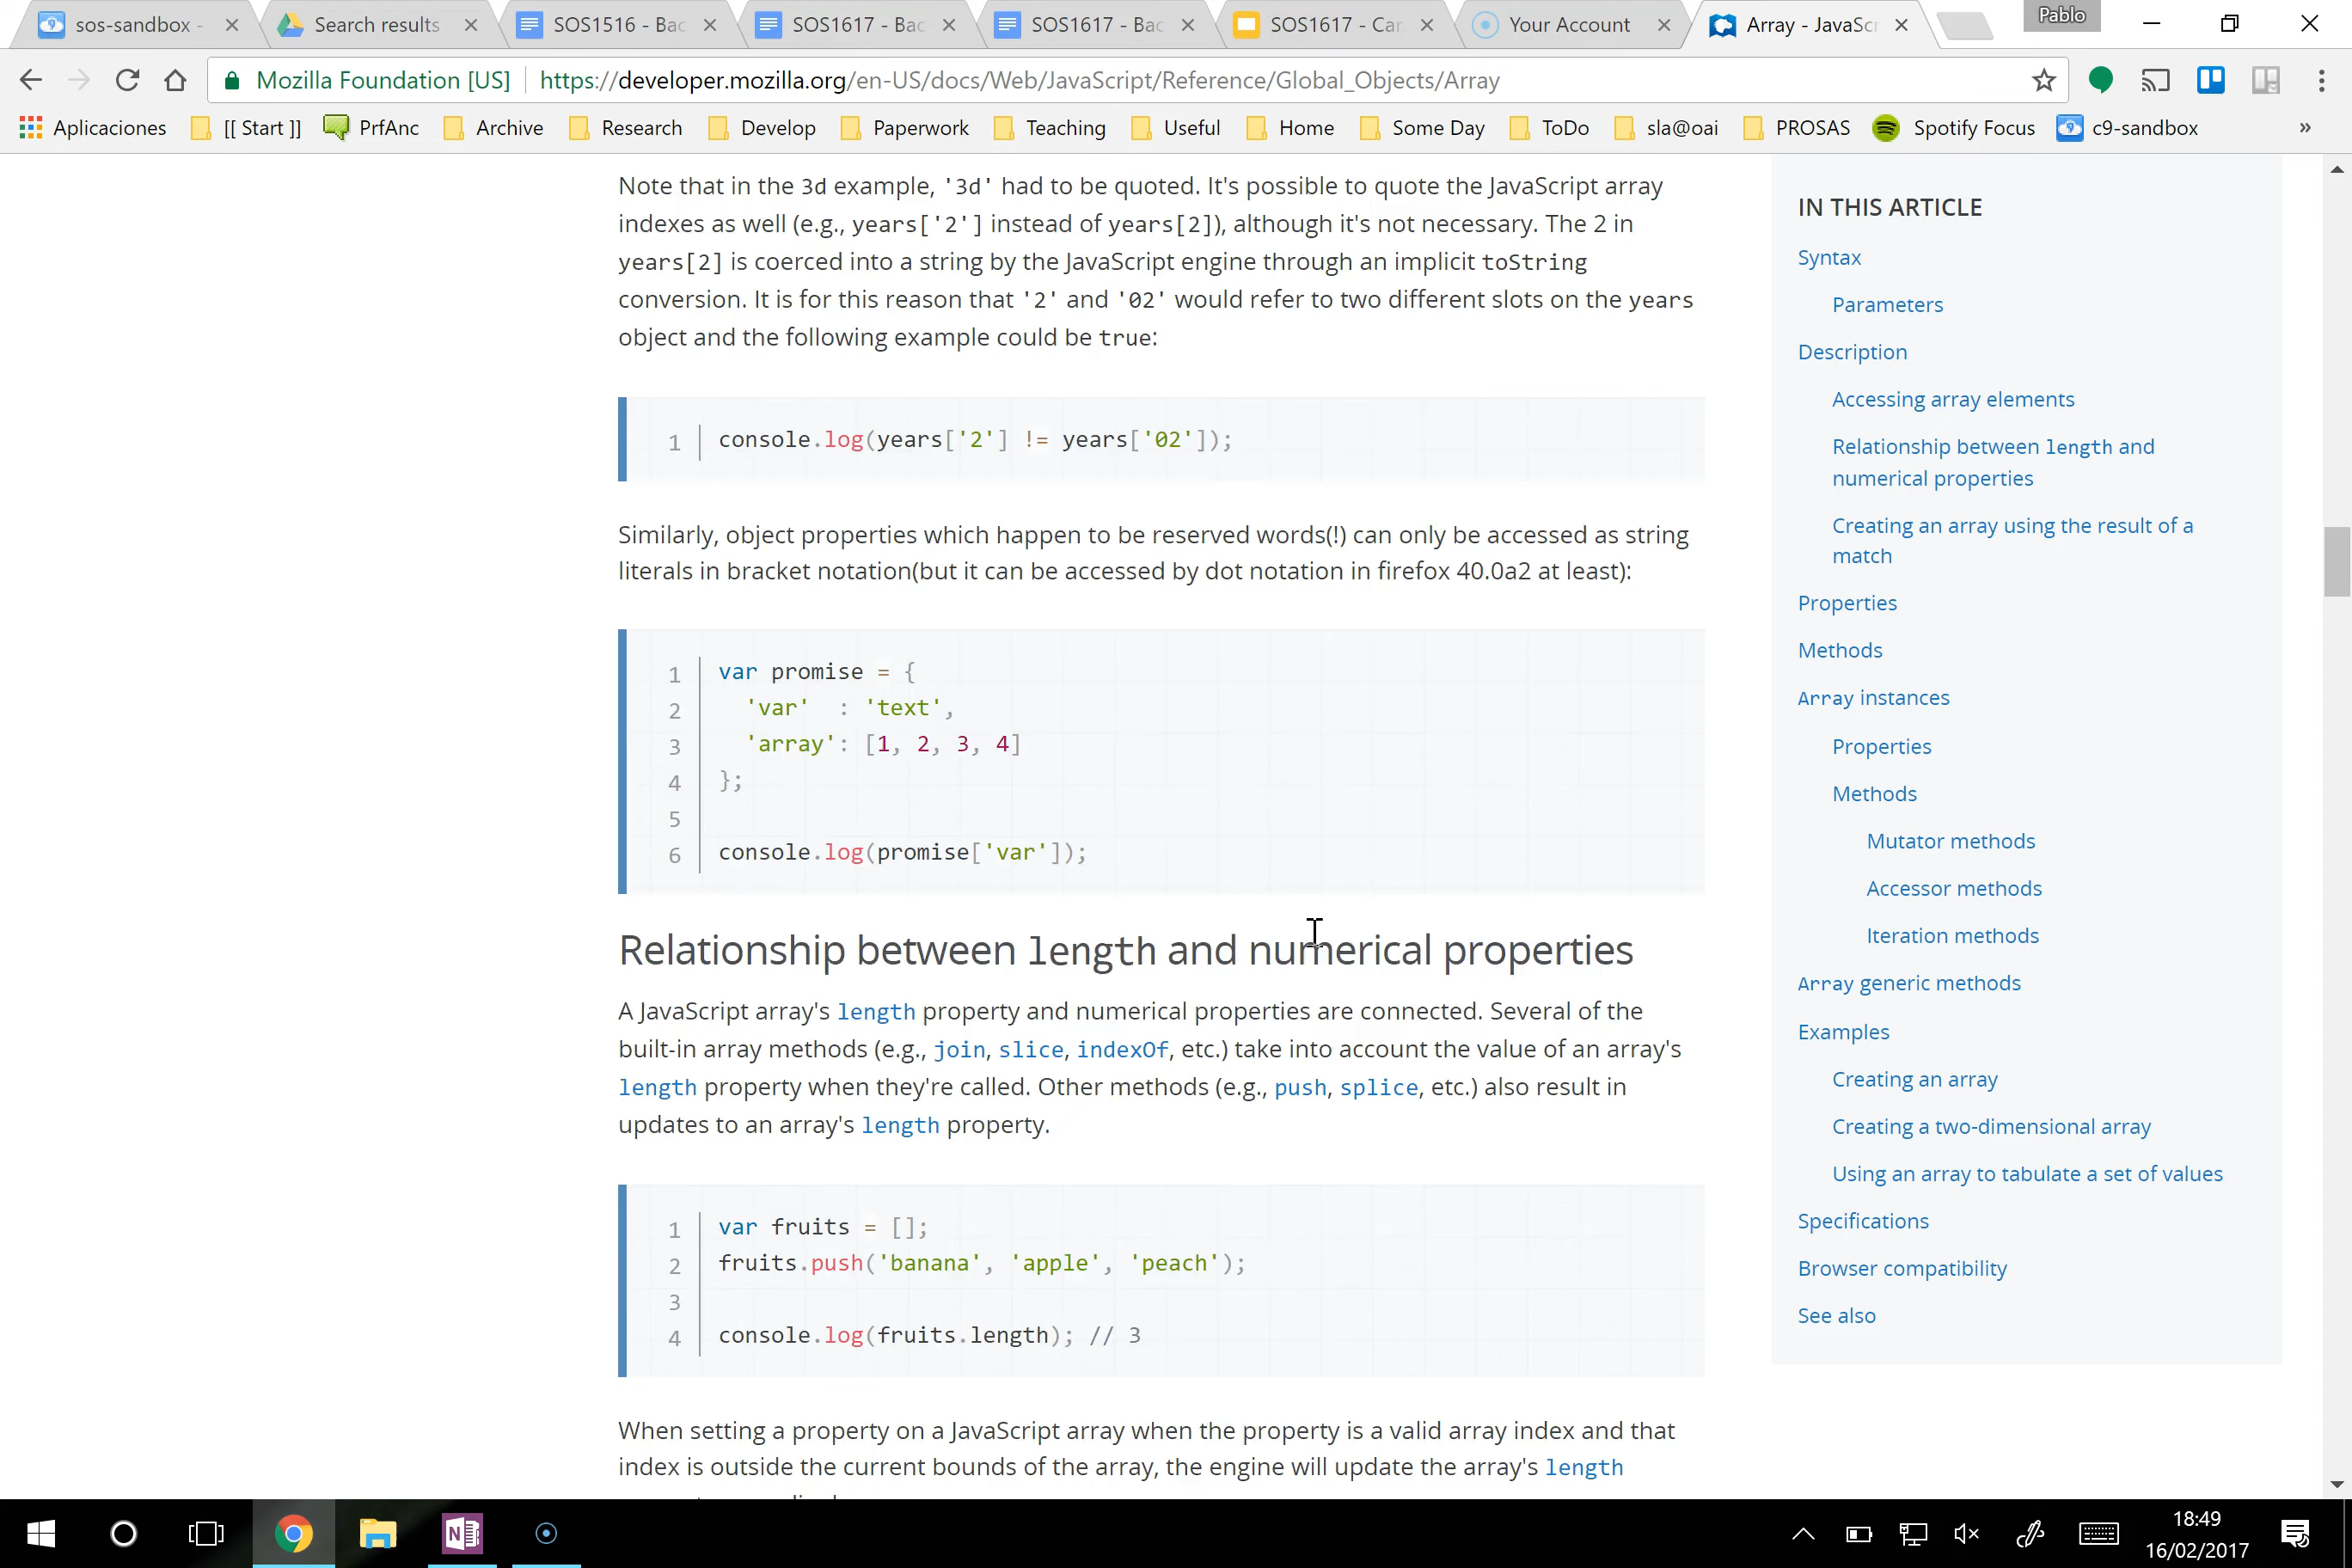 sos-sandbox -
Search results
SOS1516 - Bac
SOS1617 - Bac
SOS1617 - Bac
SOS1617 - Car
Your Account
Array - JavaScr
Pablo
Mozilla Foundation [US]
https://developer.mozilla.org/en-US/docs/Web/JavaScript/Reference/Global_Objects/Array
Aplicaciones
[[ Start ]]
PrfAnc
Archive
Research
Develop
Paperwork
Teaching
Useful
Home
Some Day
ToDo
sla@oai
PROSAS
Spotify Focus
c9-sandbox
»
Note that in the 3d example, '3d' had to be quoted. It's possible to quote the JavaScript array
indexes as well (e.g., years['2'] instead of years[2]), although it's not necessary. The 2 in
years[2] is coerced into a string by the JavaScript engine through an implicit toString
conversion. It is for this reason that '2' and '02' would refer to two different slots on the years
object and the following example could be true:
1 console.log(years['2'] != years['02']);
Similarly, object properties which happen to be reserved words(!) can only be accessed as string
literals in bracket notation(but it can be accessed by dot notation in firefox 40.0a2 at least):
1 var promise = {
2   'var'  : 'text',
3   'array': [1, 2, 3, 4]
4 };
5
6 console.log(promise['var']);
Relationship between length and numerical properties
A JavaScript array's length property and numerical properties are connected. Several of the
built-in array methods (e.g., join, slice, indexOf, etc.) take into account the value of an array's
length property when they're called. Other methods (e.g., push, splice, etc.) also result in
updates to an array's length property.
1 var fruits = [];
2 fruits.push('banana', 'apple', 'peach');
3
4 console.log(fruits.length); // 3
When setting a property on a JavaScript array when the property is a valid array index and that
index is outside the current bounds of the array, the engine will update the array's length
IN THIS ARTICLE
Syntax
Parameters
Description
Accessing array elements
Relationship between length and
numerical properties
Creating an array using the result of a
match
Properties
Methods
Array instances
Properties
Methods
Mutator methods
Accessor methods
Iteration methods
Array generic methods
Examples
Creating an array
Creating a two-dimensional array
Using an array to tabulate a set of values
Specifications
Browser compatibility
See also
18:49
16/02/2017